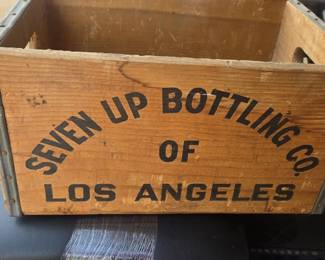 SEVEN UP BOTTLING CO.
OF
LOS ANGELES